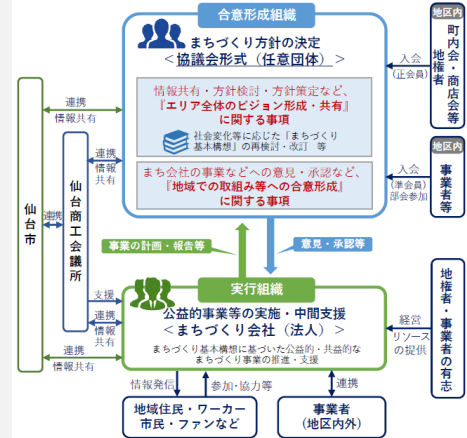 合意形成組織
まちづくり方針の決定
＜協議会形式（任意団体）＞
情報共有・方針検討・方針策定など、
『エリア全体のビジョン形成・共有』
に関する事項
社会変化等に応じた「まちづくり
基本構想」の再検討・改訂　等
まち会社の事業などへの意見・承認など、
『地域での取組み等への合意形成』
に関する事項
地区内
町内会・商店会等
地権者
入会
（正会員）
地区内
事業者等
入会
（準会員）
部会参加
連携
情報共有
連携
情報
共有
仙台市
連携
仙台商工会議所
事業の計画・報告等
意見・承認等
実行組織
公益的事業等の実施・中間支援
＜まちづくり会社（法人）＞
まちづくり基本構想に基づいた公益的・共益的な
まちづくり事業の推進・支援
支援
連携
情報
共有
連携
情報共有
経営
リソース
の提供
地権者・事業者の有志
情報発信
参加・協力等
連携
地域住民・ワーカー
市民・ファンなど
事業者
（地区内外）